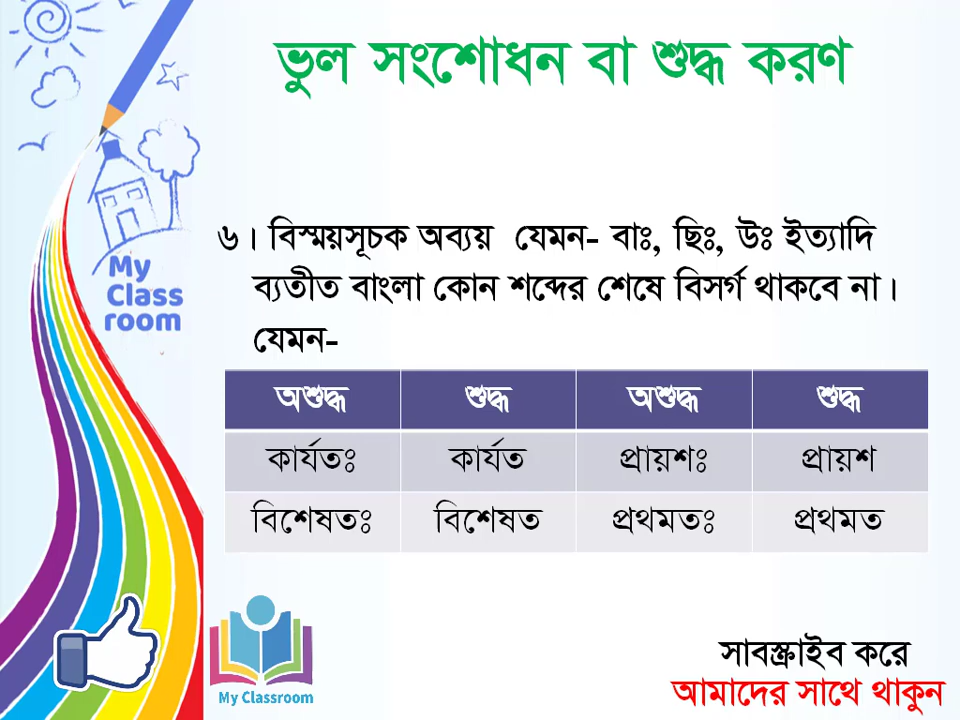 ভুল সংশোধন বা শুদ্ধ করণ
My
Class
room
৬। বিস্ময়সূচক অব্যয় যেমন- বাঃ, ছিঃ, উঃ ইত্যাদি
ব্যতীত বাংলা কোন শব্দের শেষে বিসর্গ থাকবে না।
যেমন-
অশুদ্ধ শুদ্ধ অশুদ্ধ শুদ্ধ
কার্যতঃ কার্যত প্রায়শঃ প্রায়শ
বিশেষতঃ বিশেষত প্রথমতঃ প্রথমত
My Classroom
সাবস্ক্রাইব করে
আমাদের সাথে থাকুন